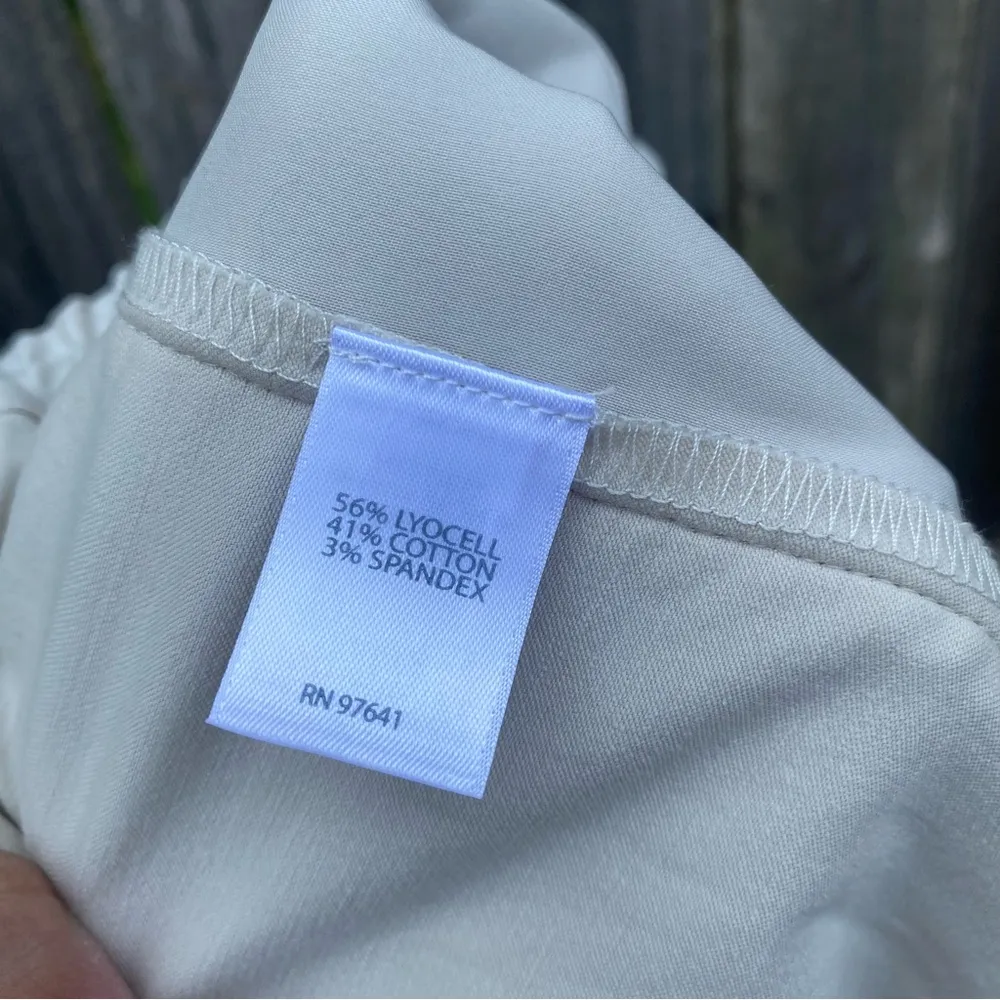 56% LYOCELL
41% COTTON
3% SPANDEX
RN 97641